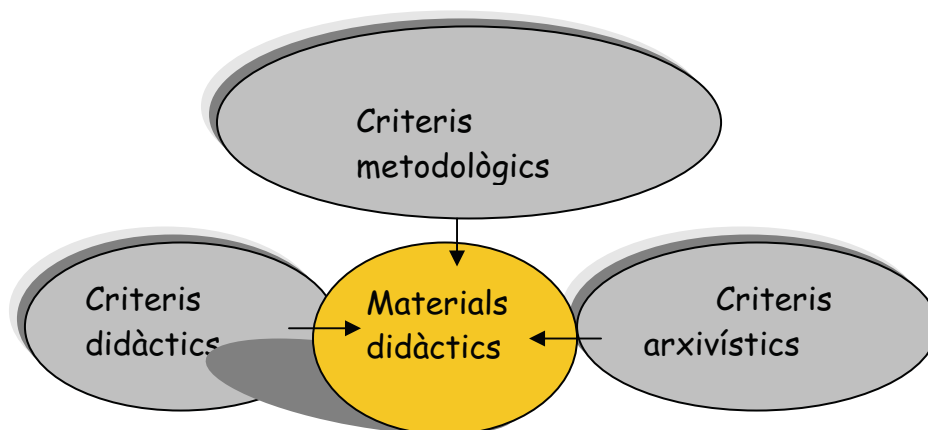 Criteris
metodològics
Criteris
didàctics
Materials
didàctics
Criteris
arxivístics